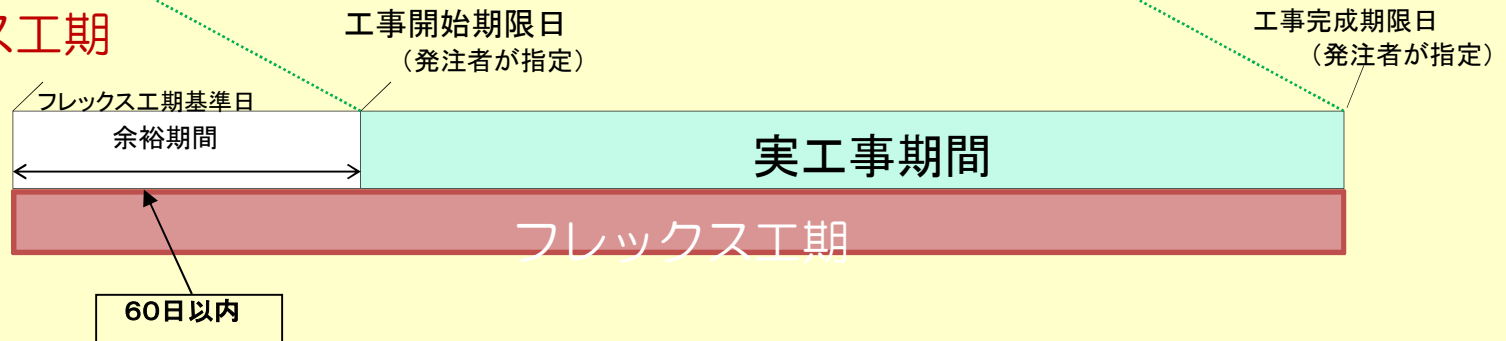 ス工期
工事開始期限日
（発注者が指定）
工事完成期限日
（発注者が指定）
フレックス工期基準日
余裕期間
実工事期間
フレックス工期
60日以内